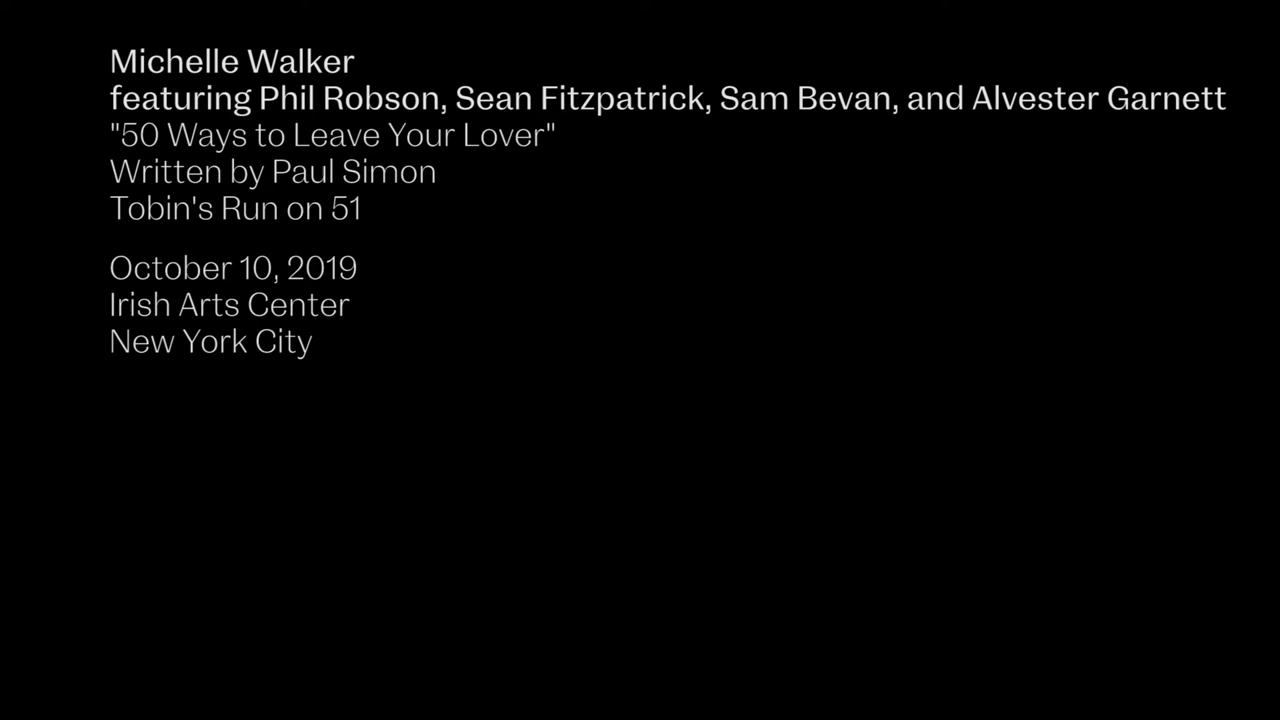 Michelle Walker
featuring Phil Robson, Sean Fitzpatrick, Sam Bevan, and Alvester Garnett
"50 Ways to Leave Your Lover"
Written by Paul Simon
Tobin's Run on 51
October 10, 2019
Irish Arts Center
New York City